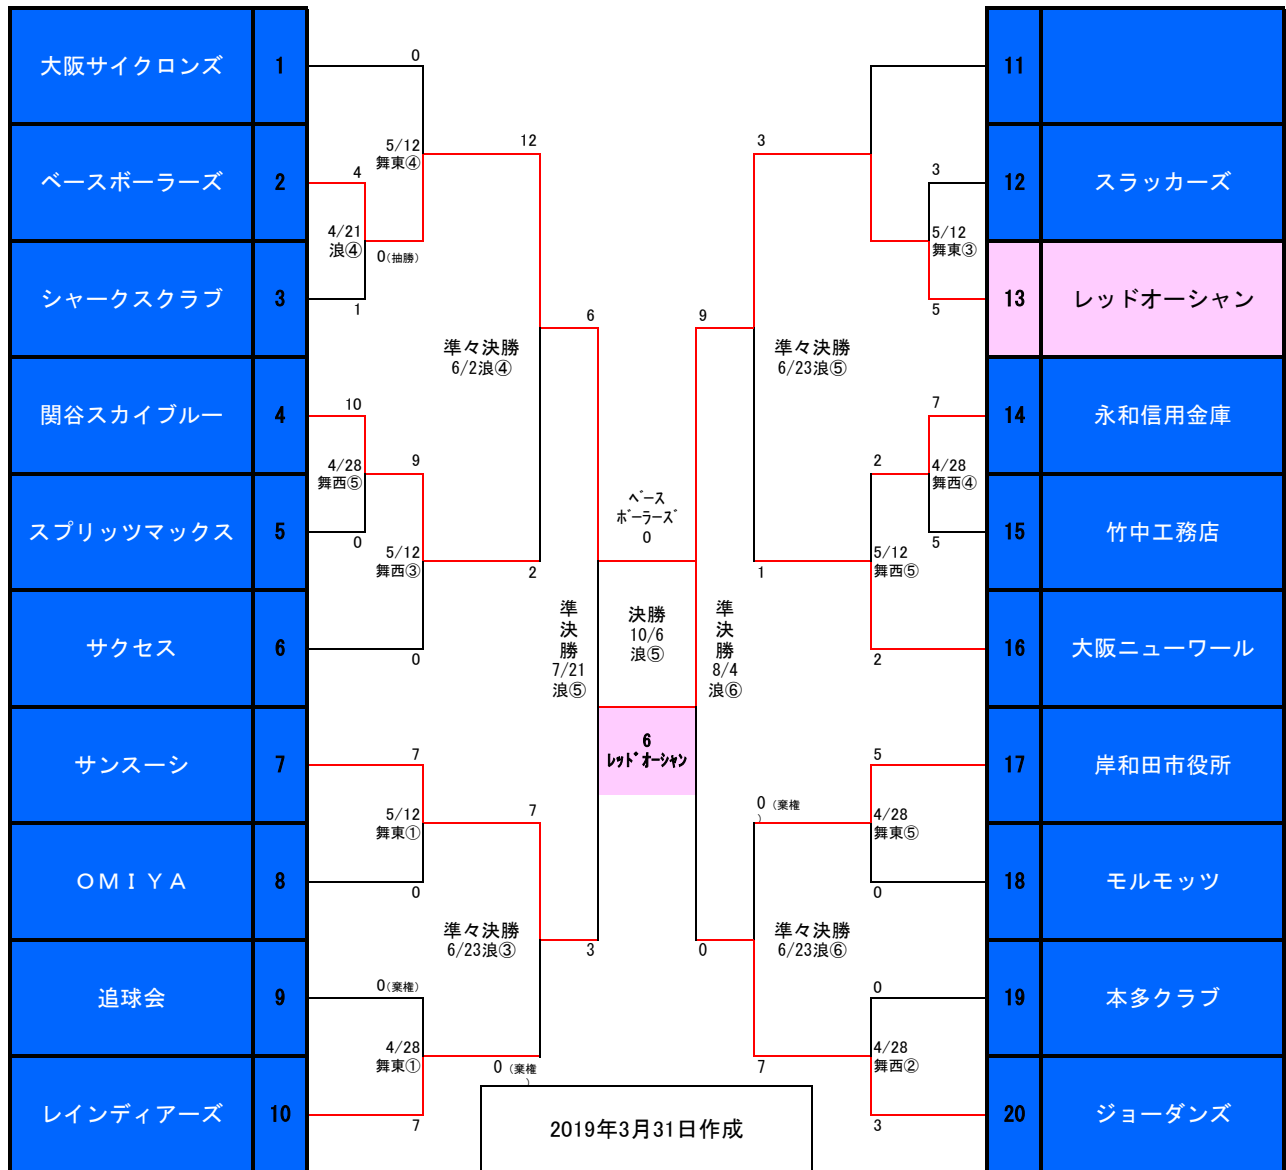 大阪サイクロンズ 1
ベースボーラーズ 2
シャークスクラブ 3
関谷スカイブルー 4
スプリッツマックス 5
サクセス 6
サンスーシ 7
ＯＭＩＹＡ 8
追球会 9
レインディアーズ 10
0
5/12
舞東④
4
4/21
浪④
0(抽勝)
1
12
準々決勝
6/2浪④
10
4/28
舞西⑤
0
9
5/12
舞西③
0
2
6
準決勝
7/21
浪⑤
7
5/12
舞東①
0
7
準々決勝
6/23浪③
3
0(棄権)
4/28
舞東①
7
0 (棄権
)
ﾍﾞｰｽ
ﾎﾞｰﾗｰｽﾞ
0
決勝
10/6
浪⑤
6
ﾚｯﾄﾞｵｰｼｬﾝ
9
準決勝
8/4
浪⑥
0
3
準々決勝
6/23浪⑤
1
3
5/12
舞東③
5
7
4/28
舞西④
5
2
5/12
舞西⑤
2
5
4/28
舞東⑤
0
0 (棄権
)
準々決勝
6/23浪⑥
7
0
4/28
舞西②
3
11
12 スラッカーズ
13 レッドオーシャン
14 永和信用金庫
15 竹中工務店
16 大阪ニューワール
17 岸和田市役所
18 モルモッツ
19 本多クラブ
20 ジョーダンズ
2019年3月31日作成